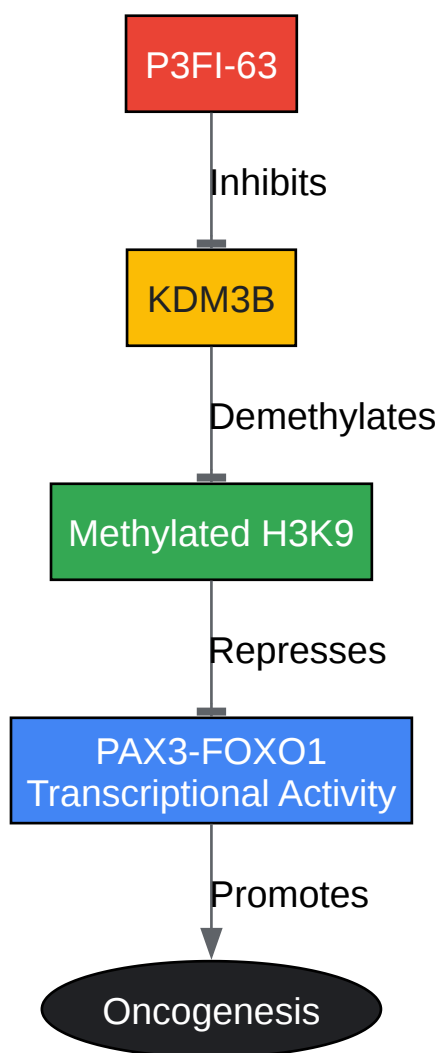 P3FI-63
Inhibits
KDM3B
Demethylates
Methylated H3K9
Represses
PAX3-FOXO1
Transcriptional Activity
Promotes
Oncogenesis